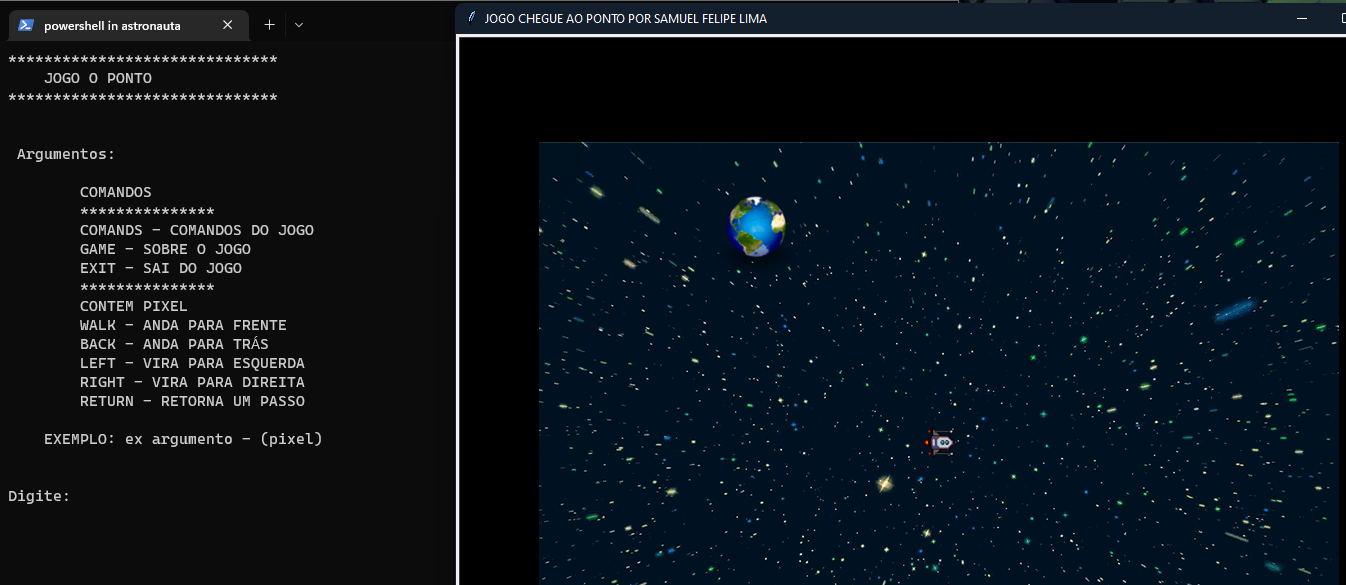 powershell in astronauta
JOGO CHEGUE AO PONTO POR SAMUEL FELIPE LIMA
******************************
JOGO O PONTO
******************************
Argumentos:
COMANDOS
***************
COMANDS - COMANDOS DO JOGO
GAME - SOBRE O JOGO
EXIT - SAI DO JOGO
***************
CONTEM PIXEL
WALK - ANDA PARA FRENTE
BACK - ANDA PARA TRÁS
LEFT - VIRA PARA ESQUERDA
RIGHT - VIRA PARA DIREITA
RETURN - RETORNA UM PASSO
EXEMPLO: ex argumento - (pixel)
Digite: